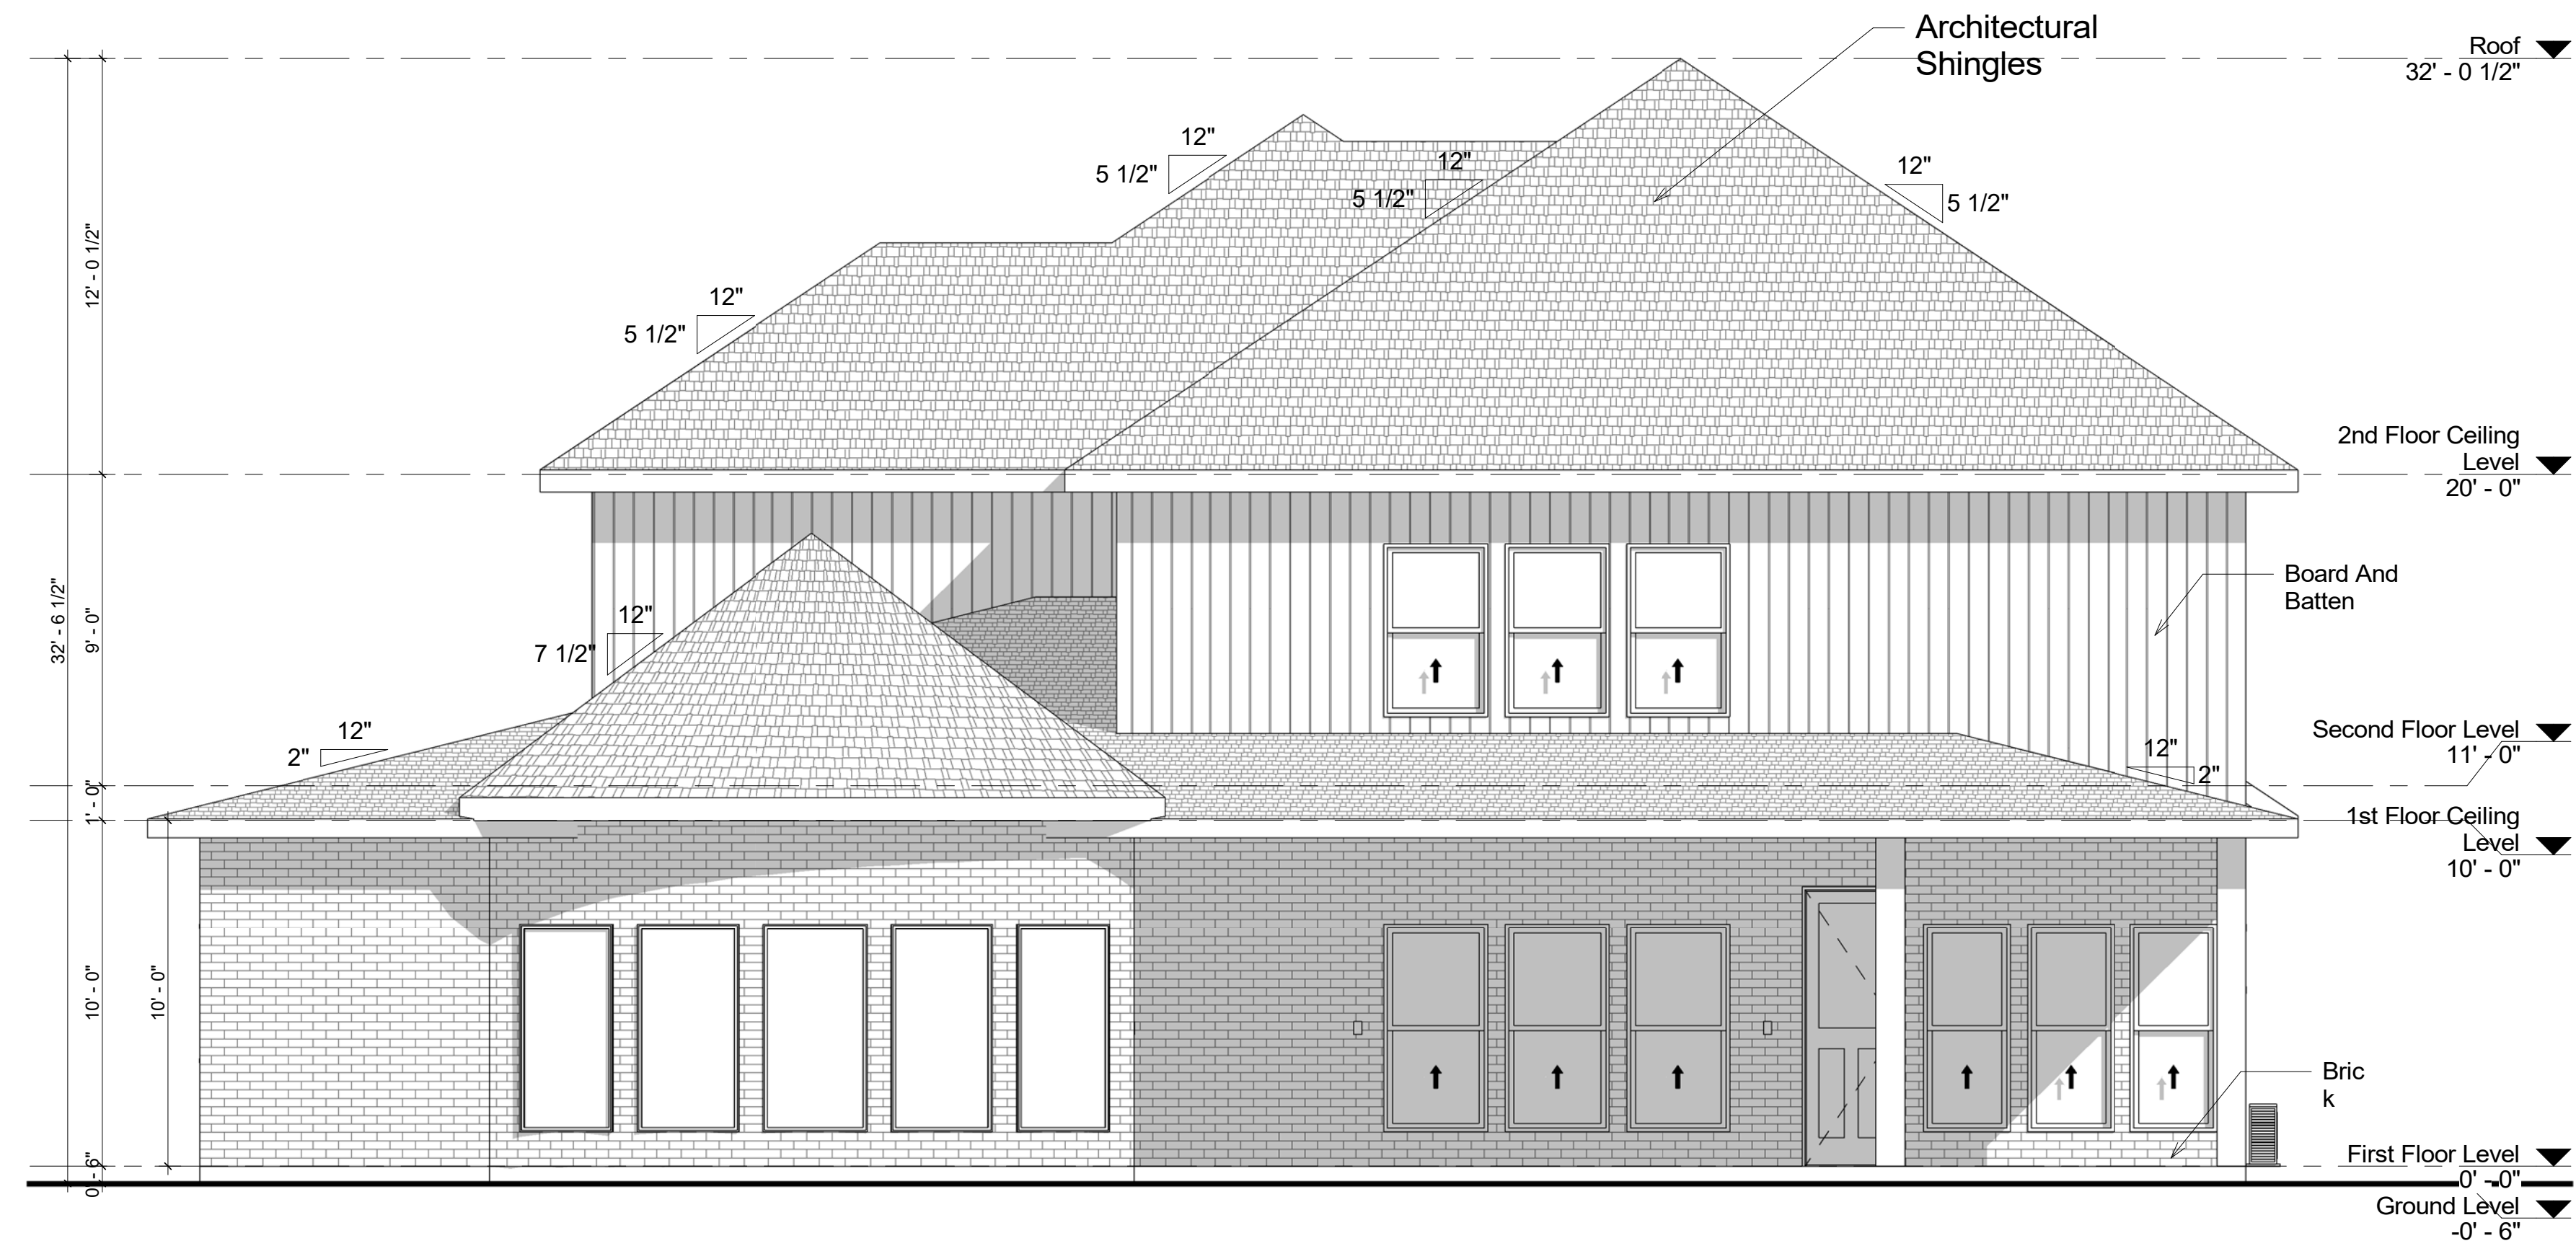 Architectural
Shingles
Roof
32' - 0 1/2"
12"
5 1/2"
12"
5 1/2"
12"
5 1/2"
12"
5 1/2"
12' - 0 1/2"
2nd Floor Ceiling
Level
20' - 0"
Board And
Batten
32' - 6 1/2"
9' - 0"
12"
7 1/2"
12"
2"
12"
2"
Second Floor Level
11' - 0"
1' - 0"
1st Floor Ceiling
Level
10' - 0"
10' - 0"
10' - 0"
Bric
k
First Floor Level
0' - 0"
0' - 6"
Ground Level
-0' - 6"